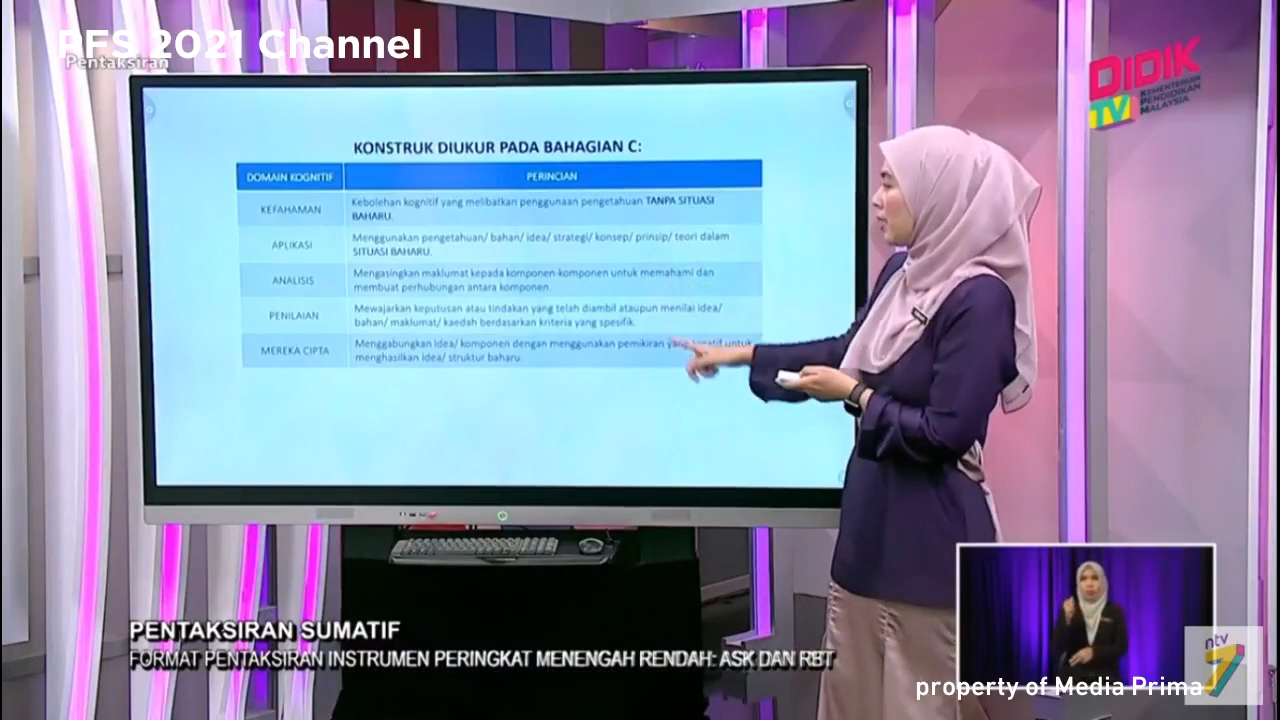 PFS 2021 Channel
Pentaksiran
DIDIK
TV
KEMENTERIAN
PENDIDIKAN
MALAYSIA
KONSTRUK DIUKUR PADA BAHAGIAN C:
DOMAIN KOGNITIF
PERINCIAN
KEFAHAMAN
Kebolehan kognitif yang melibatkan penggunaan pengetahuan TANPA SITUASI
BAHARU.
APLIKASI
Menggunakan pengetahuan/ bahan/ idea/ strategi/ konsep/ prinsip/ teori dalam
SITUASI BAHARU.
ANALISIS
Mengasingkan maklumat kepada komponen-komponen untuk memahami dan
membuat perhubungan antara komponen.
PENILAIAN
Mewajarkan keputusan atau tindakan yang telah diambil ataupun menilai idea/
bahan/ maklumat/ kaedah berdasarkan kriteria yang spesifik.
MEREKA CIPTA
Menggabungkan idea/ komponen dengan menggunakan pemikiran yang kreatif untuk
menghasilkan idea/ struktur baharu.
PENTAKSIRAN SUMATIF
FORMAT PENTAKSIRAN INSTRUMEN PERINGKAT MENENGAH RENDAH: ASK DAN RBT
ntv
7
property of Media Prima